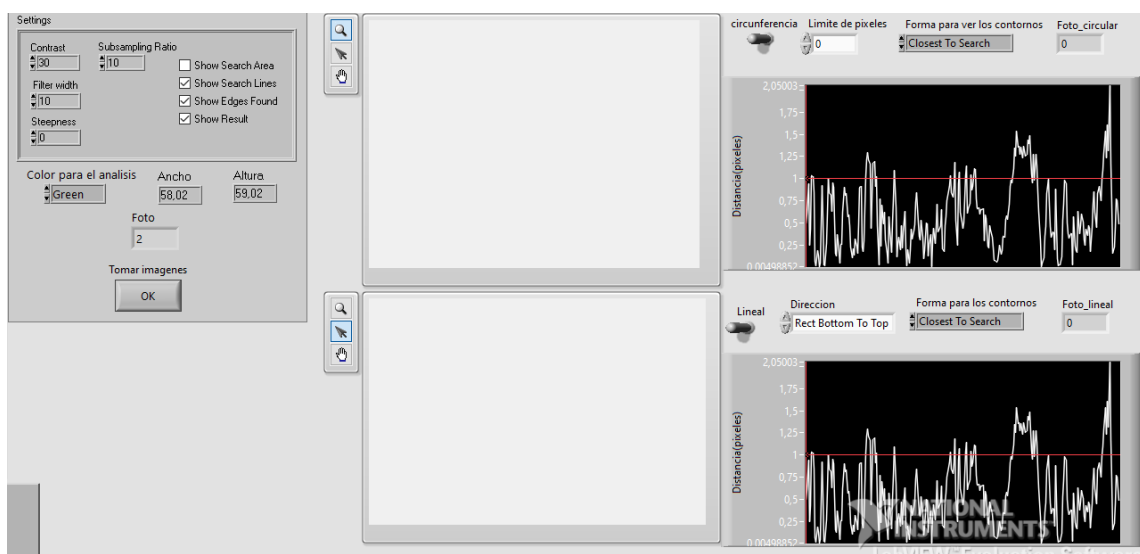 Settings
Contrast
30
Subsampling Ratio
10
Filter width
10
Steepness
0
Show Search Area
Show Search Lines
Show Edges Found
Show Result
Color para el analisis
Green
Ancho
58,02
Altura
59,02
Foto
2
Tomar imagenes
OK
circunferencia
Limite de pixeles
0
Forma para ver los contornos
Closest To Search
Foto_circular
0
Distancia(pixeles)
2,05003
1,75
1,5
1,25
1
0,75
0,5
0,25
0,00498852
Lineal
Direccion
Rect Bottom To Top
Forma para los contornos
Closest To Search
Foto_lineal
0
Distancia(pixeles)
2,05003
1,75
1,5
1,25
1
0,75
0,5
0,25
0,00498852
NATIONAL
INSTRUMENTS